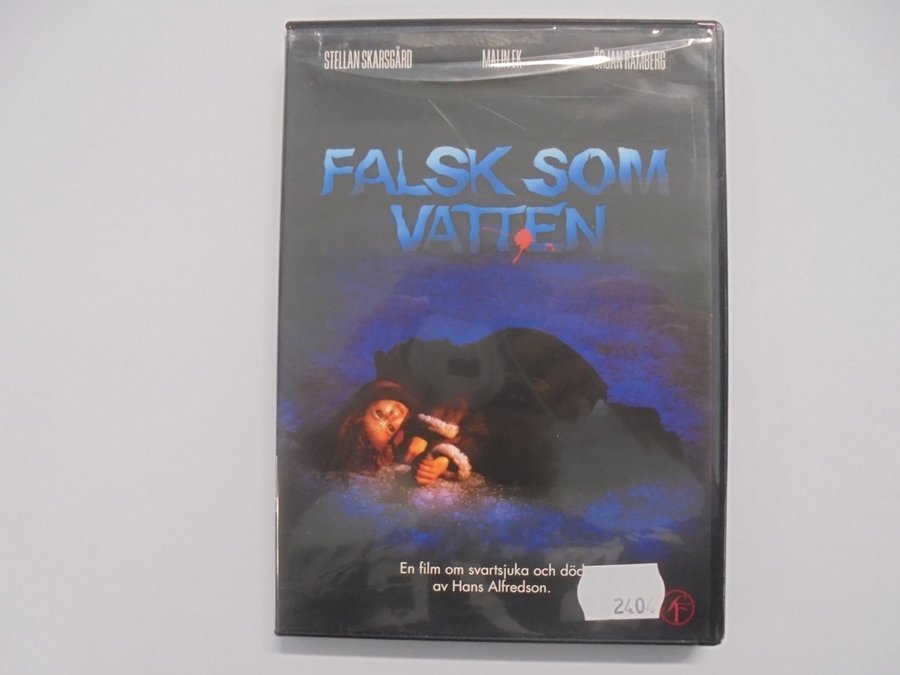 STELLAN SKARSGÅRD MALIN EK ÖRJAN RAMBERG
FALSK SOM
VATTEN
En film om svartsjuka och död
av Hans Alfredson.
2404